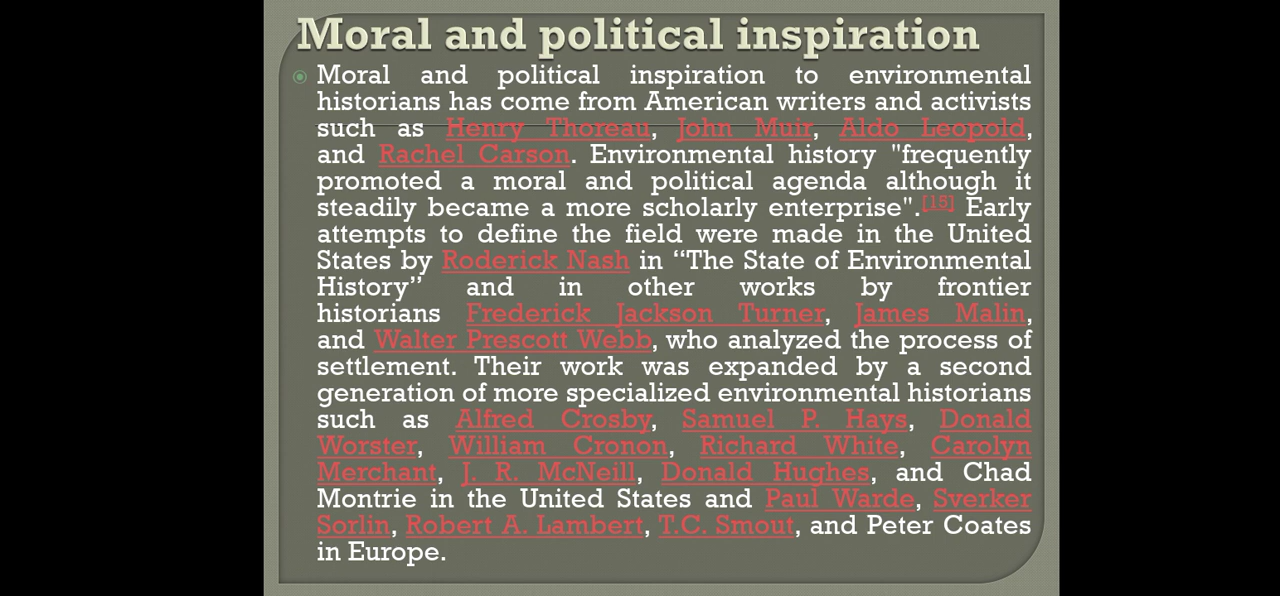 Moral and political inspiration
Moral and political inspiration to environmental
historians has come from American writers and activists
such as Henry Thoreau, John Muir, Aldo Leopold,
and Rachel Carson. Environmental history "frequently
promoted a moral and political agenda although it
steadily became a more scholarly enterprise".[15] Early
attempts to define the field were made in the United
States by Roderick Nash in “The State of Environmental
History” and in other works by frontier
historians Frederick Jackson Turner, James Malin,
and Walter Prescott Webb, who analyzed the process of
settlement. Their work was expanded by a second
generation of more specialized environmental historians
such as Alfred Crosby, Samuel P. Hays, Donald
Worster, William Cronon, Richard White, Carolyn
Merchant, J. R. McNeill, Donald Hughes, and Chad
Montrie in the United States and Paul Warde, Sverker
Sorlin, Robert A. Lambert, T.C. Smout, and Peter Coates
in Europe.